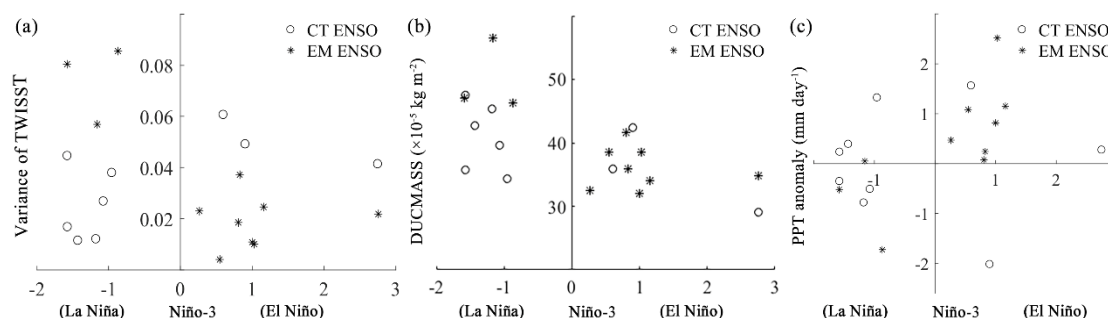 (a)
○ CT ENSO
* EM ENSO
Variance of TWISST
0.08
0.06
0.04
0.02
-2 -1 0 1 2 3
(La Niña) Niño-3 (El Niño)
(b)
○ CT ENSO
* EM ENSO
DUCMASS (×10⁻⁵ kg m⁻²)
50
40
30
-2 -1 0 1 2 3
(La Niña) Niño-3 (El Niño)
(c)
○ CT ENSO
* EM ENSO
PPT anomaly (mm day⁻¹)
2
1
-1 1 2
-1
-2
(La Niña) Niño-3 (El Niño)